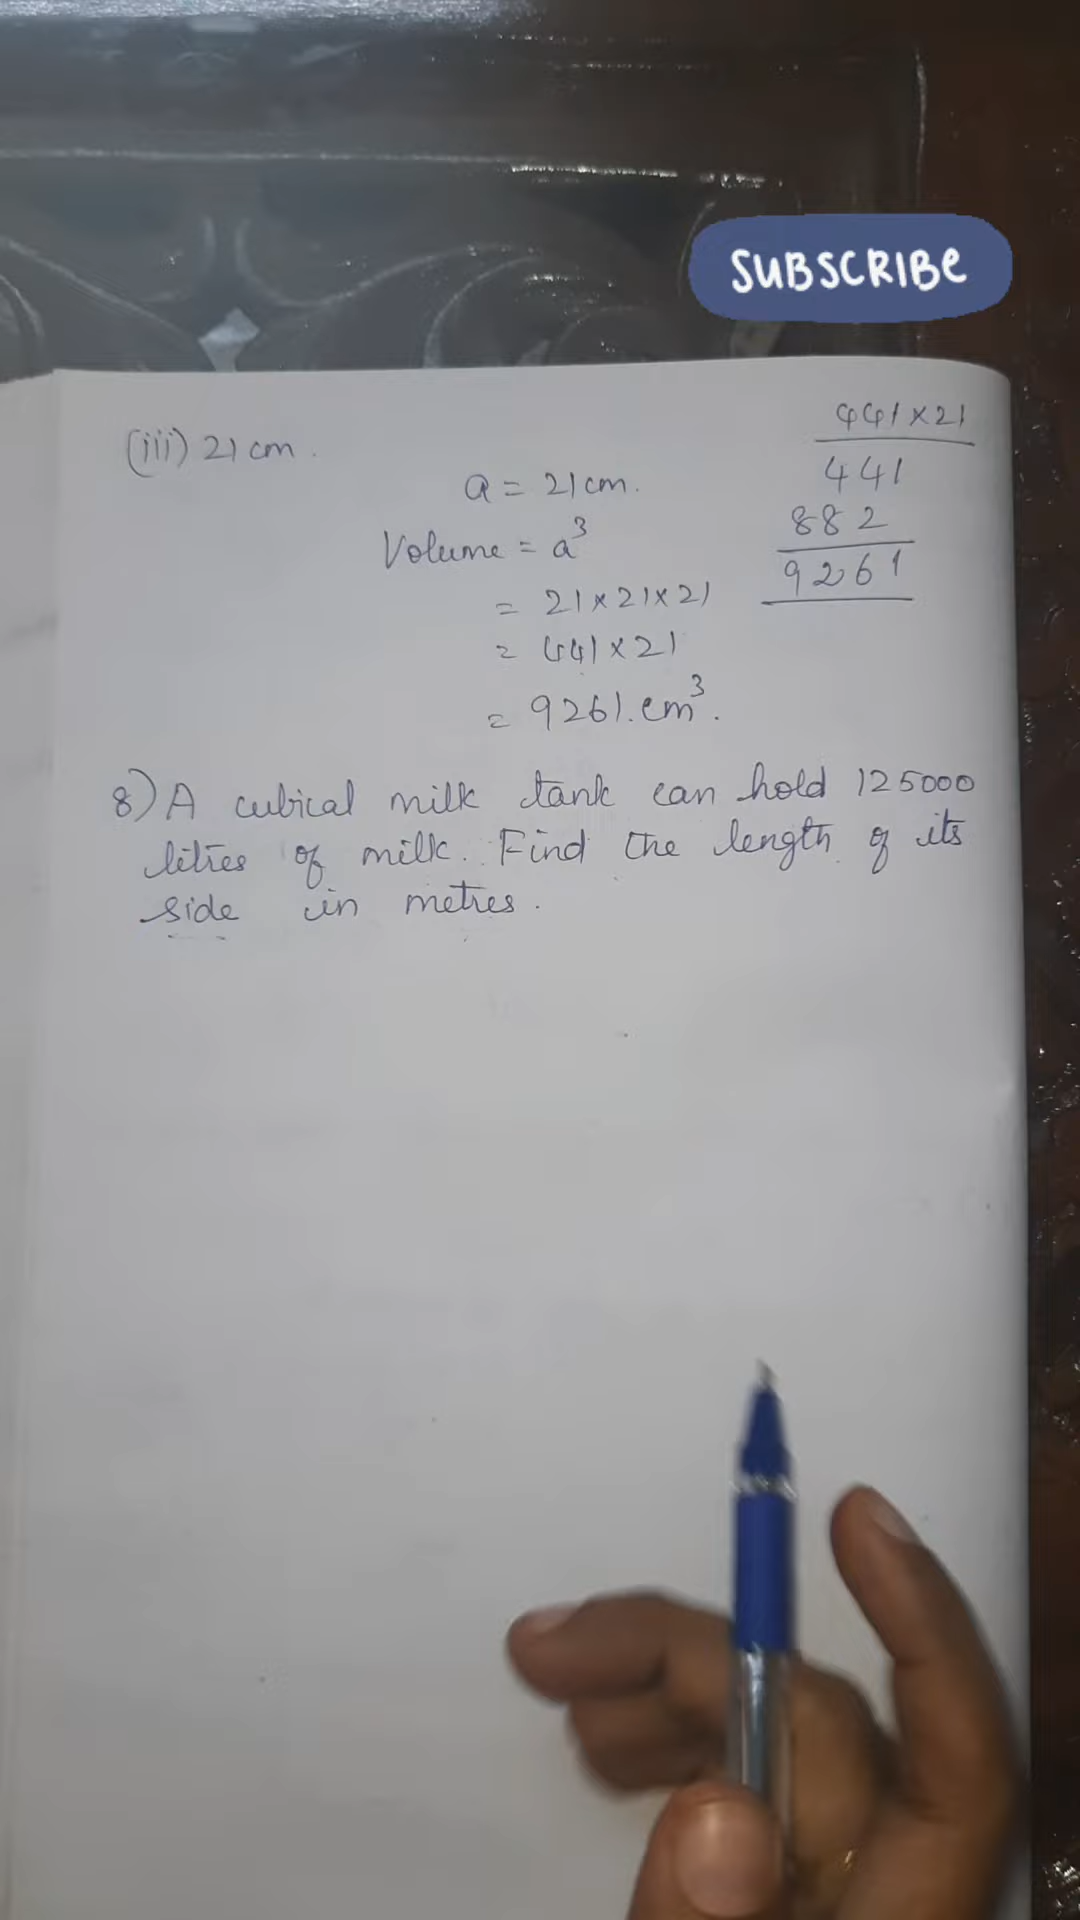 SUBSCRIBE
(iii) 21 cm.
a = 21 cm.
Volume = a³
= 21 × 21 × 21
= 441 × 21
= 9261. cm³.
441 × 21
441
882
9261
8) A cubical milk tank can hold 125000
litres of milk. Find the length of its
side in metres.